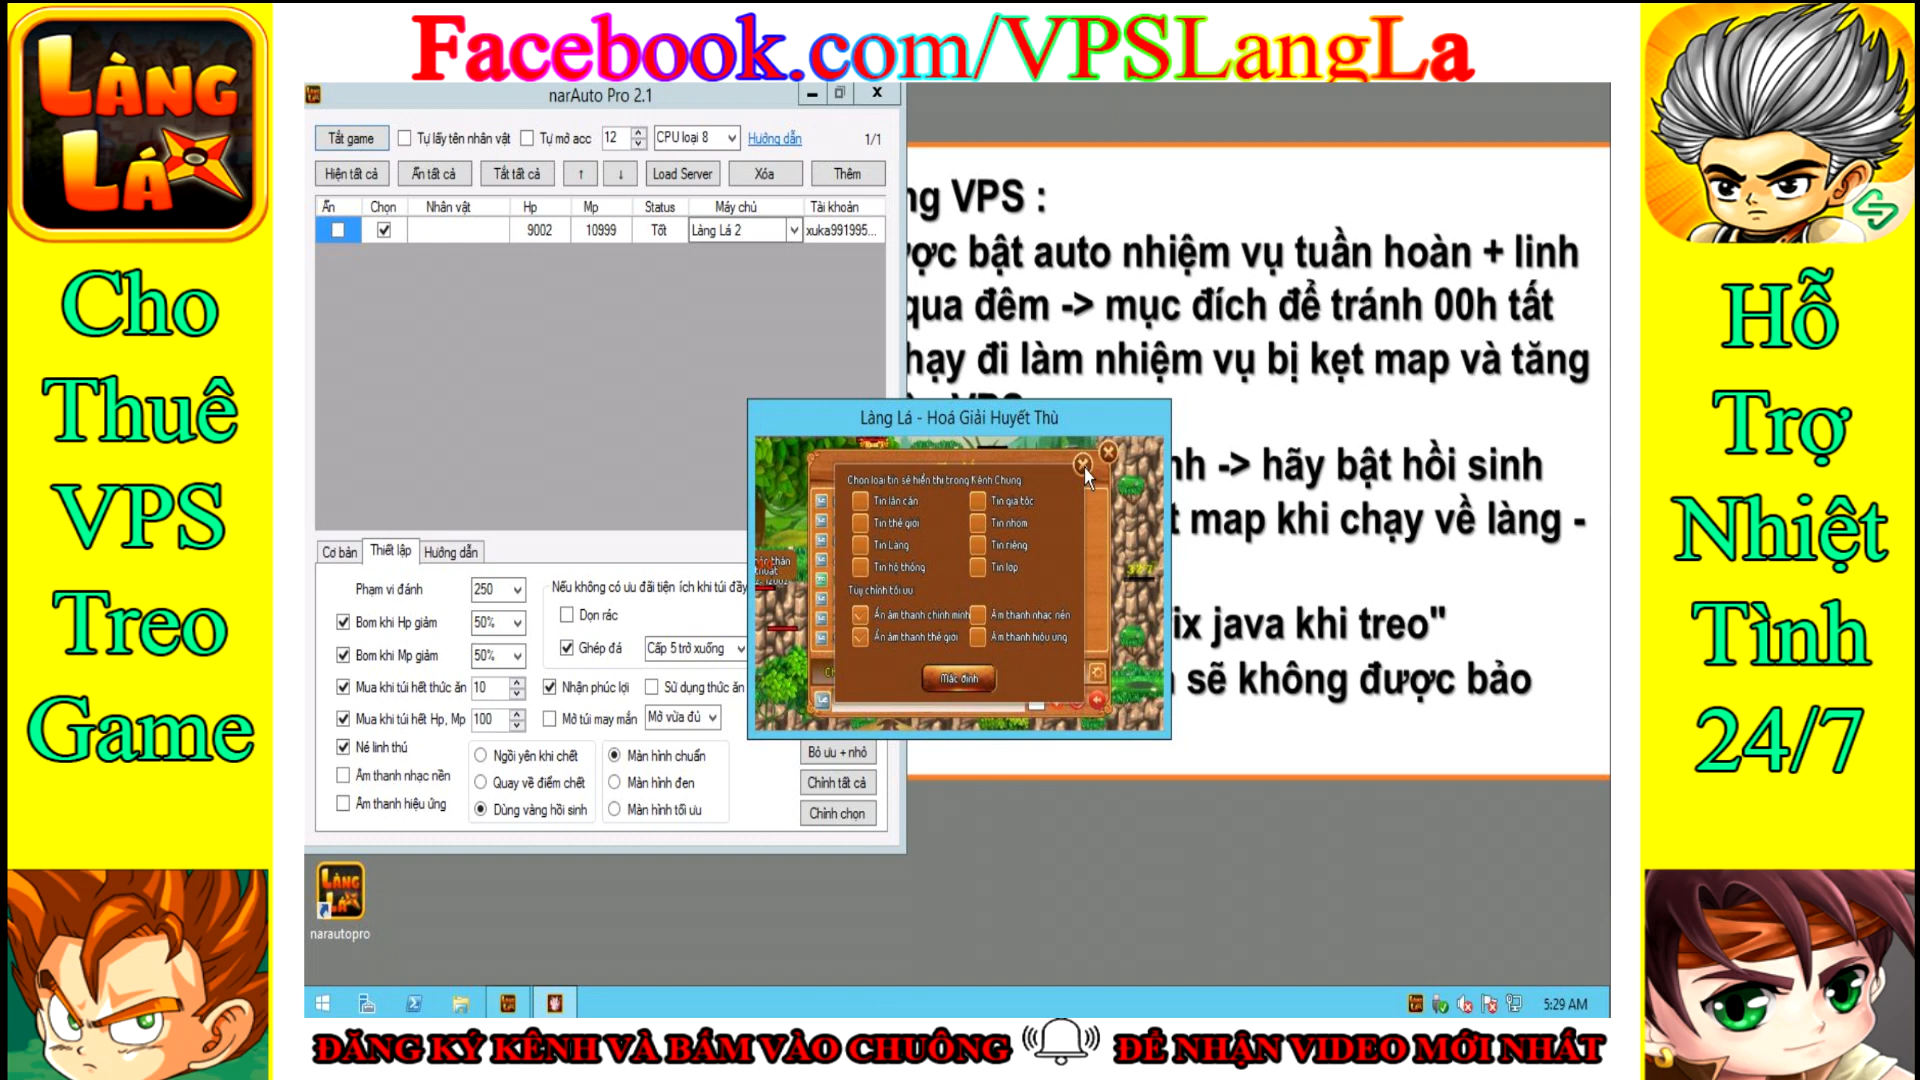 Facebook.com/VPSLangLa
LÀNG
LÁ
Cho
Thuê
VPS
Treo
Game
narAuto Pro 2.1
Tắt game
Tự lấy tên nhân vật
Tự mở acc
12
CPU loại 8
Hướng dẫn
1/1
Hiện tất cả
Ẩn tất cả
Tắt tất cả
↑
↓
Load Server
Xóa
Thêm
Ẩn Chọn Nhân vật Hp Mp Status Máy chủ Tài khoản
9002 10999 Tốt Làng Lá 2 xuka991995...
Cơ bản Thiết lập Hướng dẫn
Phạm vi đánh 250
Bơm khi Hp giảm 50%
Bơm khi Mp giảm 50%
Mua khi túi hết thức ăn 10
Mua khi túi hết Hp, Mp 100
Né linh thú
Âm thanh nhạc nền
Âm thanh hiệu ứng
Nếu không có ưu đãi tiện ích khi túi đầy
Dọn rác
Ghép đá Cấp 5 trở xuống
Nhận phúc lợi Sử dụng thức ăn
Mở túi may mắn Mở vừa đủ
Ngồi yên khi chết
Quay về điểm chết
Dùng vàng hồi sinh
Màn hình chuẩn
Màn hình đen
Màn hình tối ưu
Bỏ ưu + nhỏ
Chỉnh tất cả
Chỉnh chọn
ng VPS :
ợc bật auto nhiệm vụ tuần hoàn + linh
qua đêm -> mục đích để tránh 00h tất
hạy đi làm nhiệm vụ bị kẹt map và tăng
nh -> hãy bật hồi sinh
t map khi chạy về làng -
ix java khi treo"
sẽ không được bảo
Làng Lá - Hoá Giải Huyết Thù
Chọn loại tin sẽ hiển thị trong Kênh Chung
Tin lân cận Tin gia tộc
Tin thế giới Tin nhóm
Tin Làng Tin riêng
Tin hệ thống Tin lớp
Tùy chỉnh tối ưu
Ẩn âm thanh chính mình Âm thanh nhạc nền
Ẩn âm thanh thế giới Âm thanh hiệu ứng
Mặc định
LÀNG
LÁ
narautopro
5:29 AM
Hỗ
Trợ
Nhiệt
Tình
24/7
ĐĂNG KÝ KÊNH VÀ BẤM VÀO CHUÔNG ĐỂ NHẬN VIDEO MỚI NHẤT